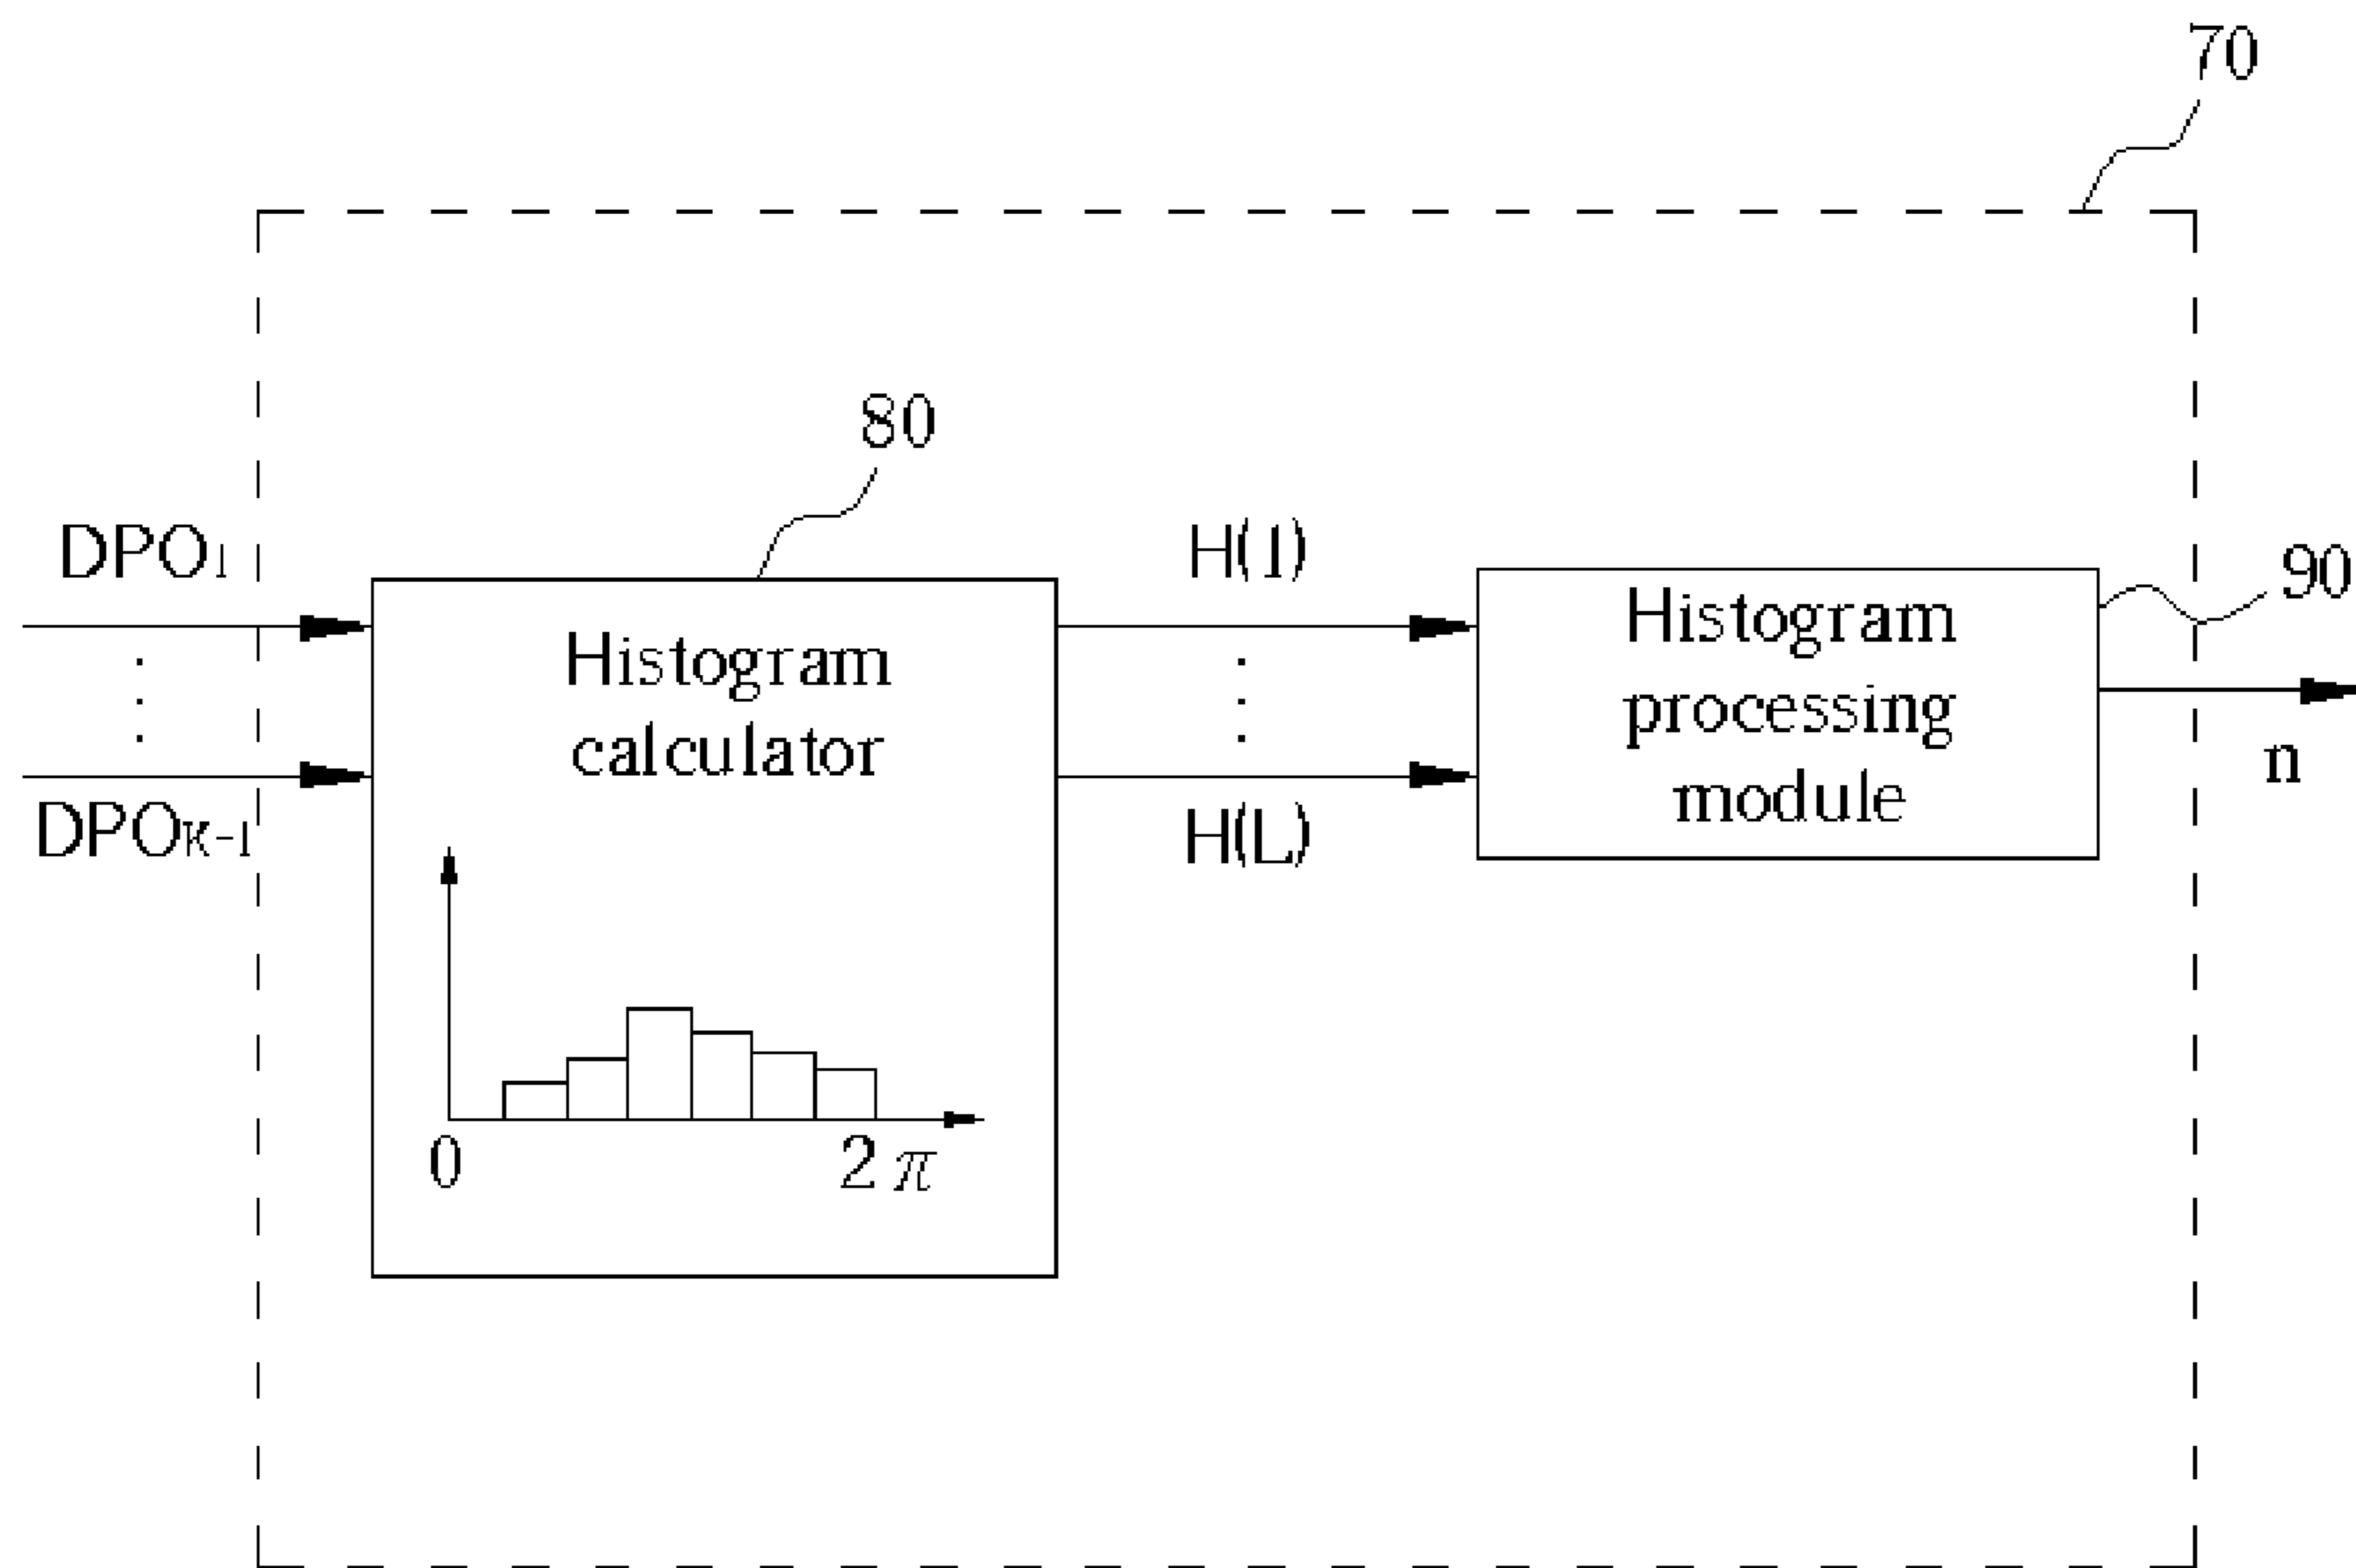 70
80
DPO1
H(1)
90
Histogram
calculator
Histogram
processing
module
n
DPOK-1
H(L)
0
2π